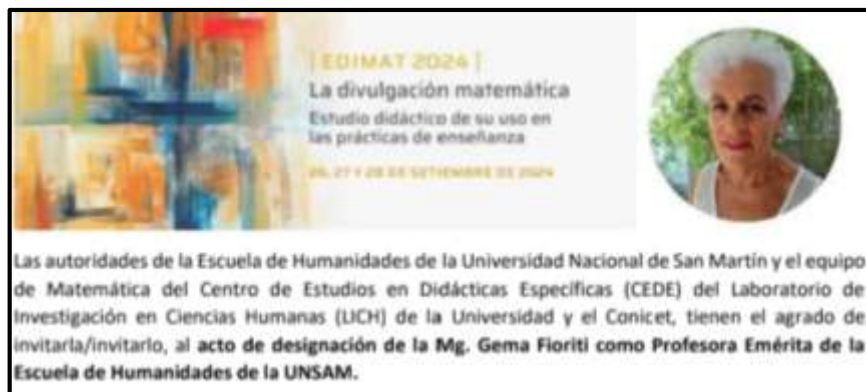 | EDIMAT 2024 |
La divulgación matemática
Estudio didáctico de su uso en
las prácticas de enseñanza
26, 27 Y 28 DE SETIEMBRE DE 2024
Las autoridades de la Escuela de Humanidades de la Universidad Nacional de San Martín y el equipo
de Matemática del Centro de Estudios en Didácticas Específicas (CEDE) del Laboratorio de
Investigación en Ciencias Humanas (LICH) de la Universidad y el Conicet, tienen el agrado de
invitarla/invitarlo, al acto de designación de la Mg. Gema Fioriti como Profesora Emérita de la
Escuela de Humanidades de la UNSAM.